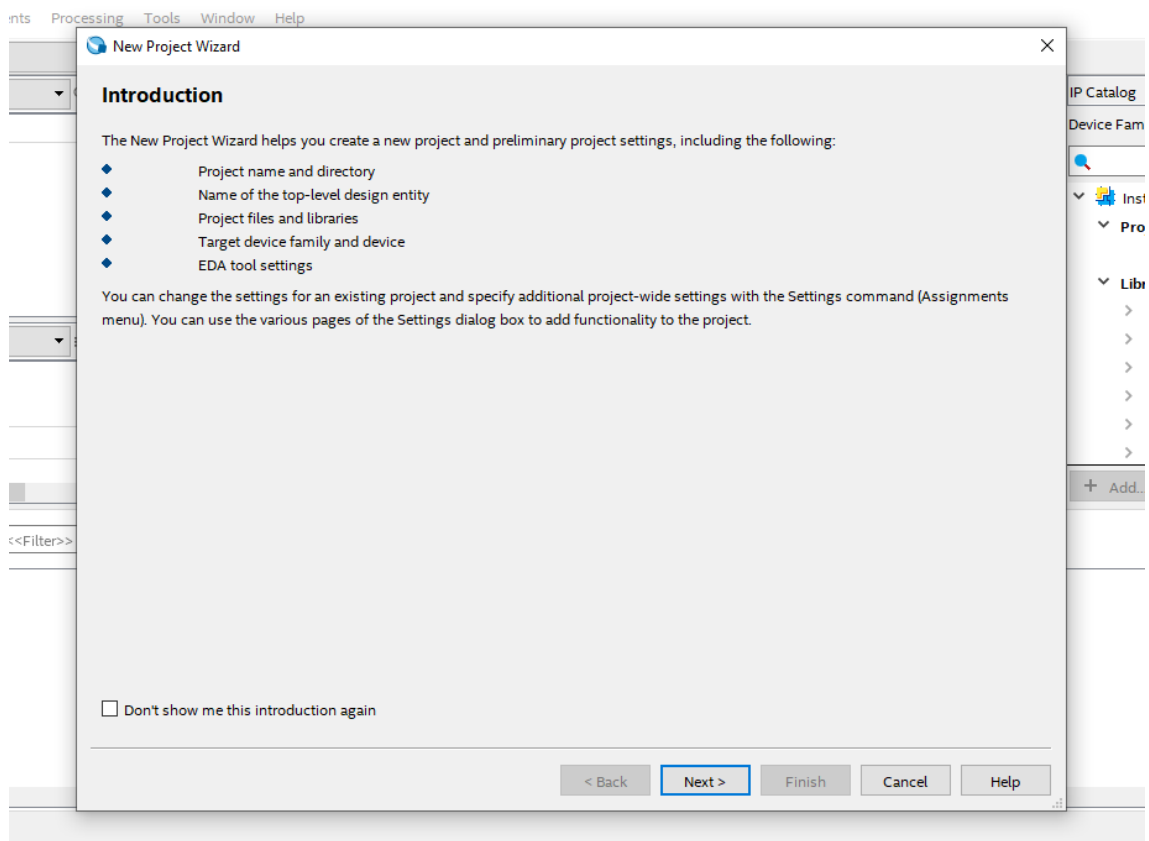 Processing Tools Window Help
New Project Wizard
Introduction
IP Catalog
The New Project Wizard helps you create a new project and preliminary project settings, including the following:
Device Fam
Project name and directory
Name of the top-level design entity
Inst
Project files and libraries
Pro
Target device family and device
EDA tool settings
Libr
You can change the settings for an existing project and specify additional project-wide settings with the Settings command (Assignments
menu). You can use the various pages of the Settings dialog box to add functionality to the project.
+ Add...
<<Filter>>
Don't show me this introduction again
< Back Next > Finish Cancel Help